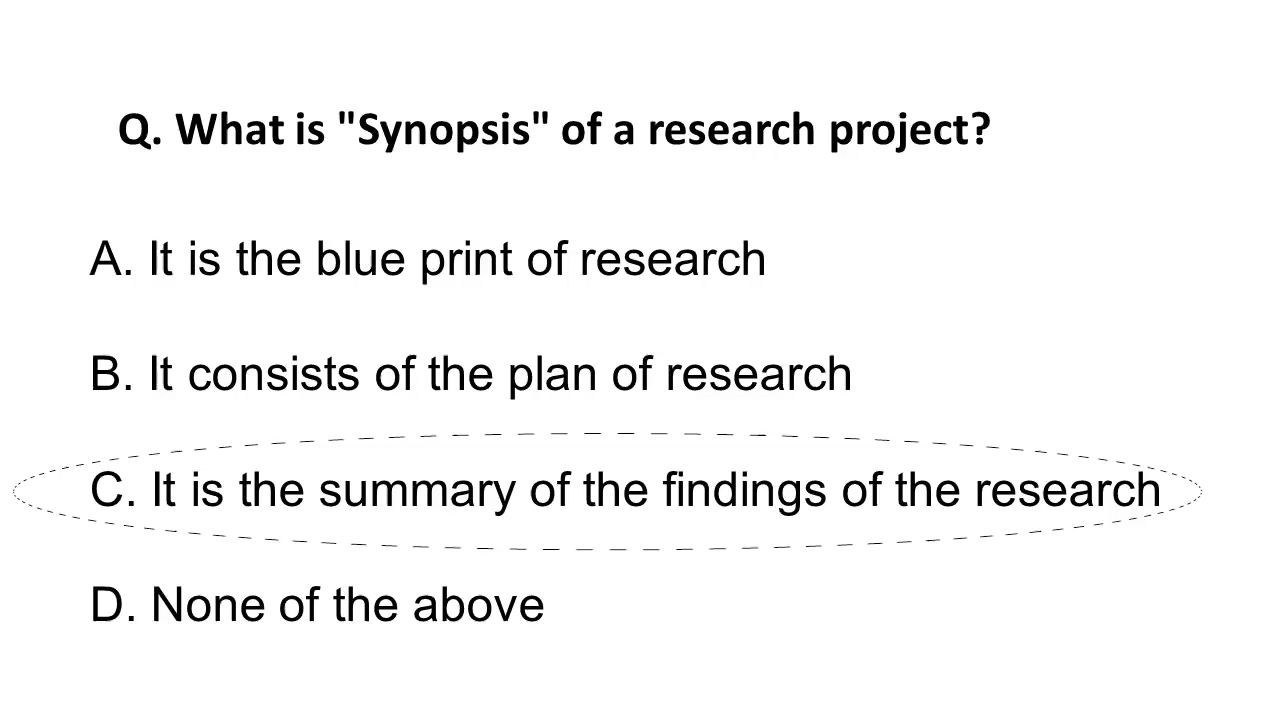 Q. What is "Synopsis" of a research project?
A. It is the blue print of research
B. It consists of the plan of research
C. It is the summary of the findings of the research
D. None of the above